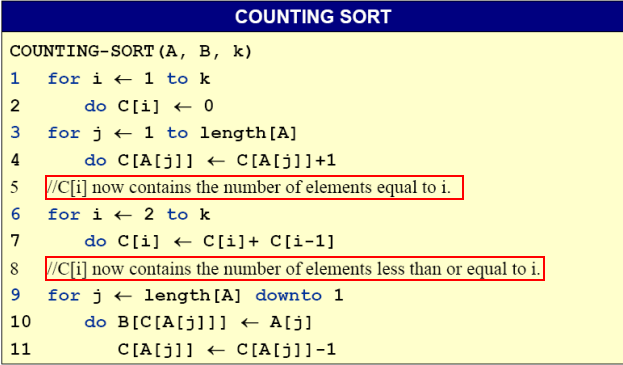 COUNTING SORT
COUNTING-SORT(A, B, k)
1 for i ← 1 to k
2 do C[i] ← 0
3 for j ← 1 to length[A]
4 do C[A[j]] ← C[A[j]]+1
5 //C[i] now contains the number of elements equal to i.
6 for i ← 2 to k
7 do C[i] ← C[i]+ C[i-1]
8 //C[i] now contains the number of elements less than or equal to i.
9 for j ← length[A] downto 1
10 do B[C[A[j]]] ← A[j]
11 C[A[j]] ← C[A[j]]-1